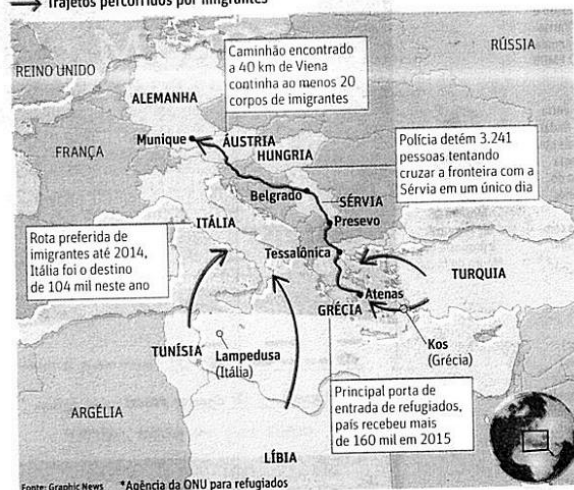 Trajetos percorridos por imigrantes
Caminhão encontrado
a 40 km de Viena
continha ao menos 20
corpos de imigrantes
RÚSSIA
REINO UNIDO
ALEMANHA
Munique
ÁUSTRIA
HUNGRIA
FRANÇA
Polícia detém 3.241
pessoas tentando
cruzar a fronteira com a
Sérvia em um único dia
Belgrado
SÉRVIA
Presevo
ITÁLIA
Rota preferida de
imigrantes até 2014,
Itália foi o destino
de 104 mil neste ano
Tessalônica
TURQUIA
Atenas
GRÉCIA
Kos
(Grécia)
TUNÍSIA
Lampedusa
(Itália)
Principal porta de
entrada de refugiados,
país recebeu mais
de 160 mil em 2015
ARGÉLIA
LÍBIA
Fonte: Graphic News *Agência da ONU para refugiados